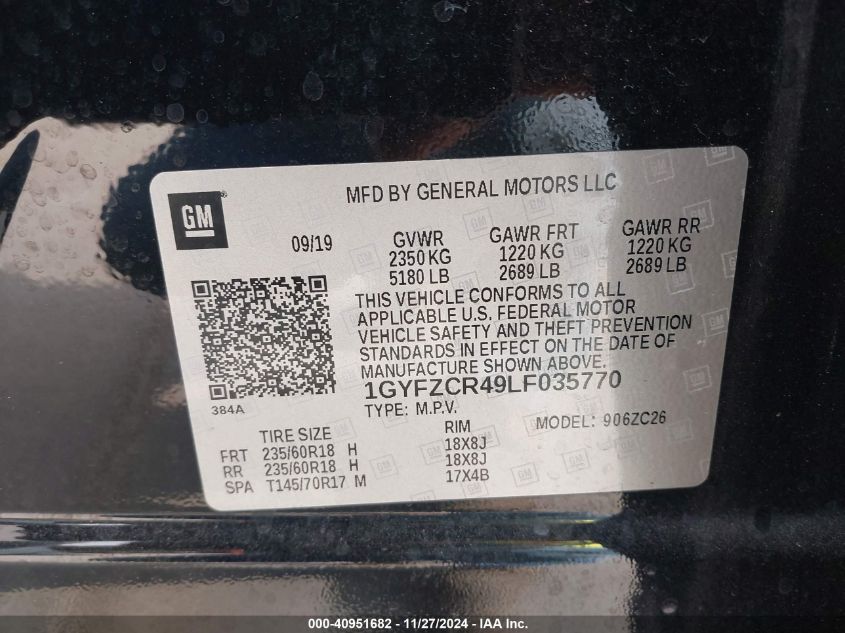 GM
MFD BY GENERAL MOTORS LLC
09/19
GVWR GAWR FRT GAWR RR
2350 KG 1220 KG 1220 KG
5180 LB 2689 LB 2689 LB
THIS VEHICLE CONFORMS TO ALL
APPLICABLE U.S. FEDERAL MOTOR
VEHICLE SAFETY AND THEFT PREVENTION
STANDARDS IN EFFECT ON THE DATE OF
MANUFACTURE SHOWN ABOVE.
1GYFZCR49LF035770
384A
TYPE: M.P.V. MODEL: 906ZC26
TIRE SIZE RIM
FRT 235/60R18 H 18X8J
RR 235/60R18 H 18X8J
SPA T145/70R17 M 17X4B
000-40951682 - 11/27/2024 - COPYRIGHT IAA, Inc.